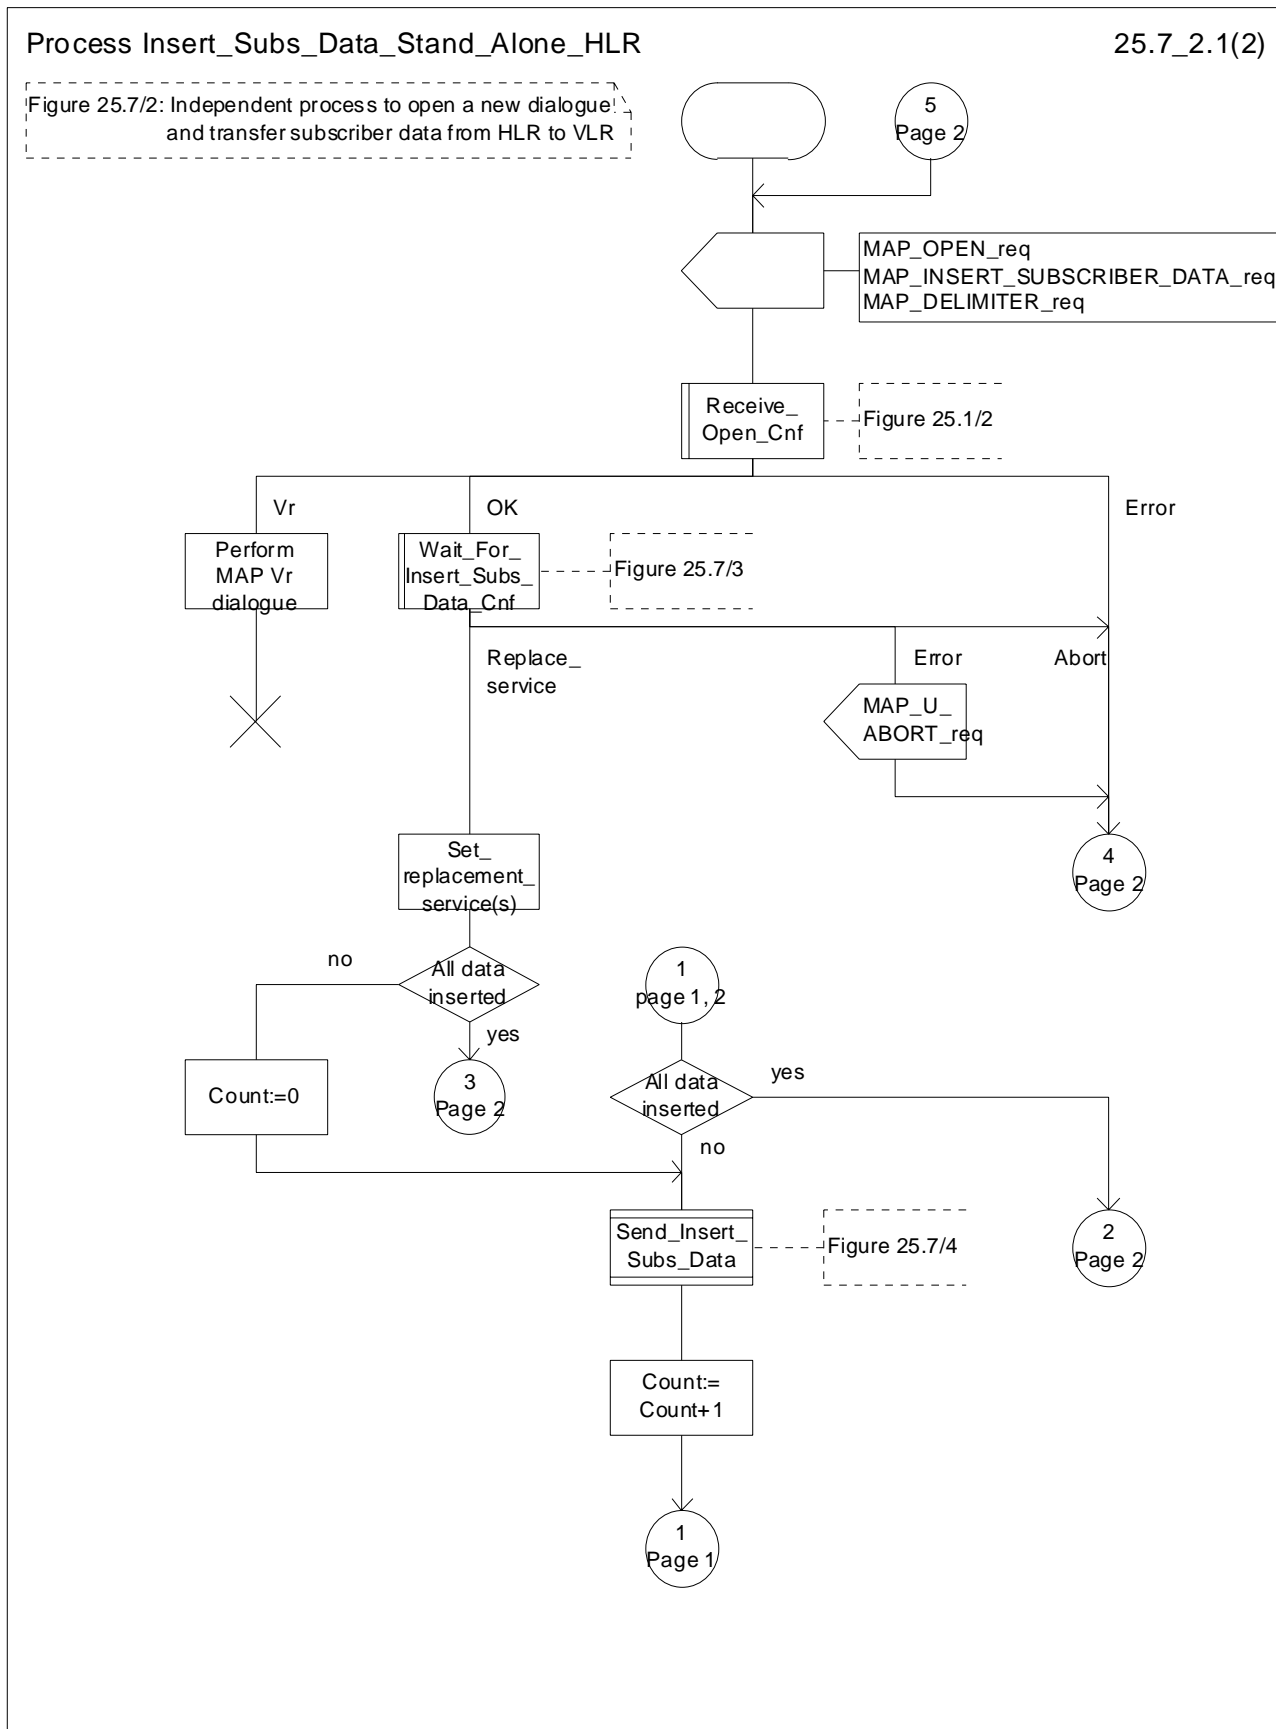 Process Insert_Subs_Data_Stand_Alone_HLR
25.7_2.1(2)
Figure 25.7/2: Independent process to open a new dialogue
and transfer subscriber data from HLR to VLR
5
Page 2
MAP_OPEN_req
MAP_INSERT_SUBSCRIBER_DATA_req
MAP_DELIMITER_req
Receive_
Open_Cnf
Figure 25.1/2
Vr
OK
Error
Perform
MAP Vr
dialogue
Wait_For_
Insert_Subs_
Data_Cnf
Figure 25.7/3
Replace_
service
Error
Abort
MAP_U_
ABORT_req
Set_
replacement_
service(s)
4
Page 2
no
All data
inserted
yes
1
page 1, 2
Count:=0
3
Page 2
All data
inserted
yes
no
Send_Insert_
Subs_Data
Figure 25.7/4
2
Page 2
Count:=
Count+1
1
Page 1